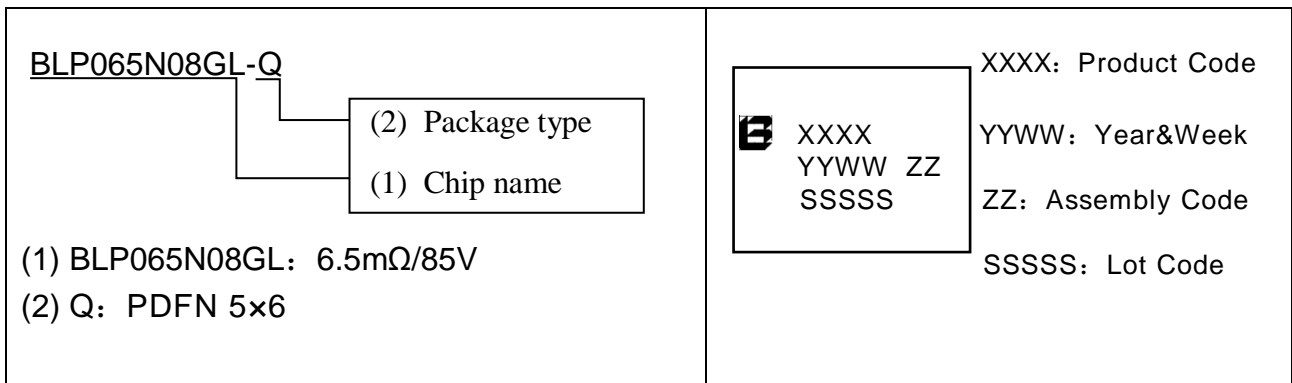 BLP065N08GL-Q
(2) Package type
(1) Chip name
(1) BLP065N08GL：6.5mΩ/85V
(2) Q：PDFN 5×6
XXXX
YYWW ZZ
SSSSS
XXXX：Product Code
YYWW：Year&Week
ZZ：Assembly Code
SSSSS：Lot Code